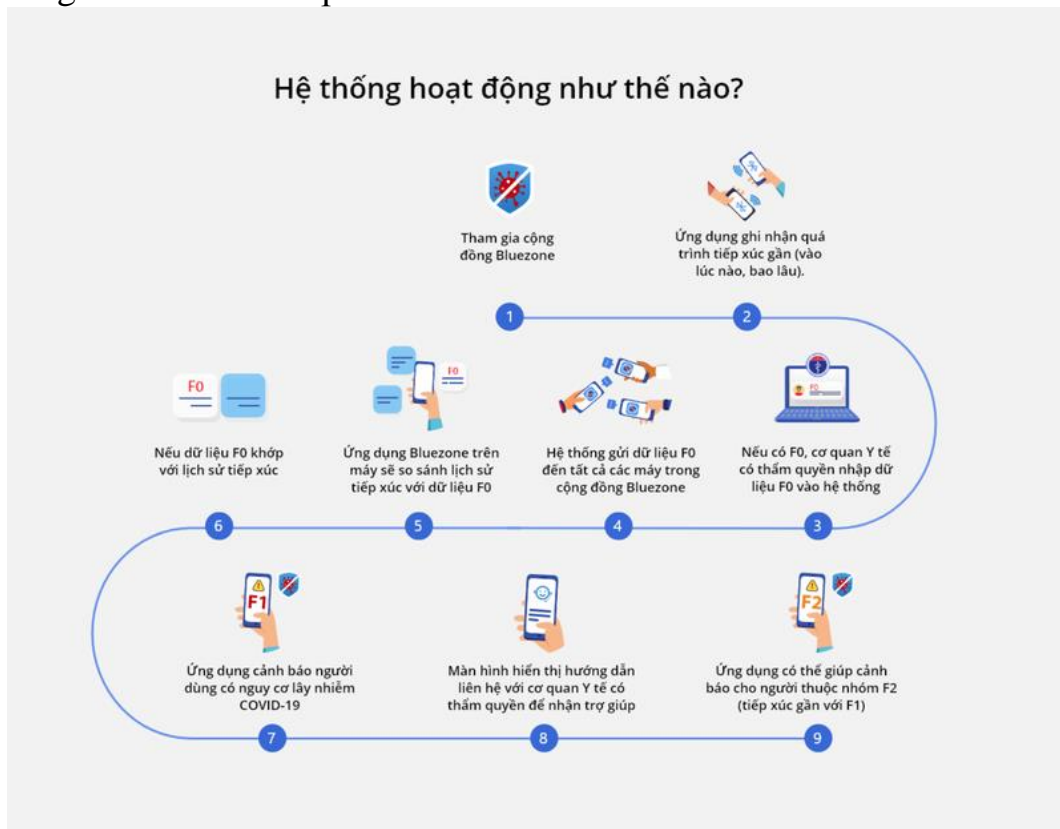 Hệ thống hoạt động như thế nào?
Tham gia cộng
đồng Bluezone
Ứng dụng ghi nhận quá
trình tiếp xúc gần (vào
lúc nào, bao lâu).
1
2
Nếu có F0, cơ quan Y tế
có thẩm quyền nhập dữ
liệu F0 vào hệ thống
3
Hệ thống gửi dữ liệu F0
đến tất cả các máy trong
cộng đồng Bluezone
4
F0
Ứng dụng Bluezone trên
máy sẽ so sánh lịch sử
tiếp xúc với dữ liệu F0
5
F0
Nếu dữ liệu F0 khớp
với lịch sử tiếp xúc
6
F1
Ứng dụng cảnh báo người
dùng có nguy cơ lây nhiễm
COVID-19
7
Màn hình hiển thị hướng dẫn
liên hệ với cơ quan Y tế có
thẩm quyền để nhận trợ giúp
8
F2
Ứng dụng có thể giúp cảnh
báo cho người thuộc nhóm F2
(tiếp xúc gần với F1)
9